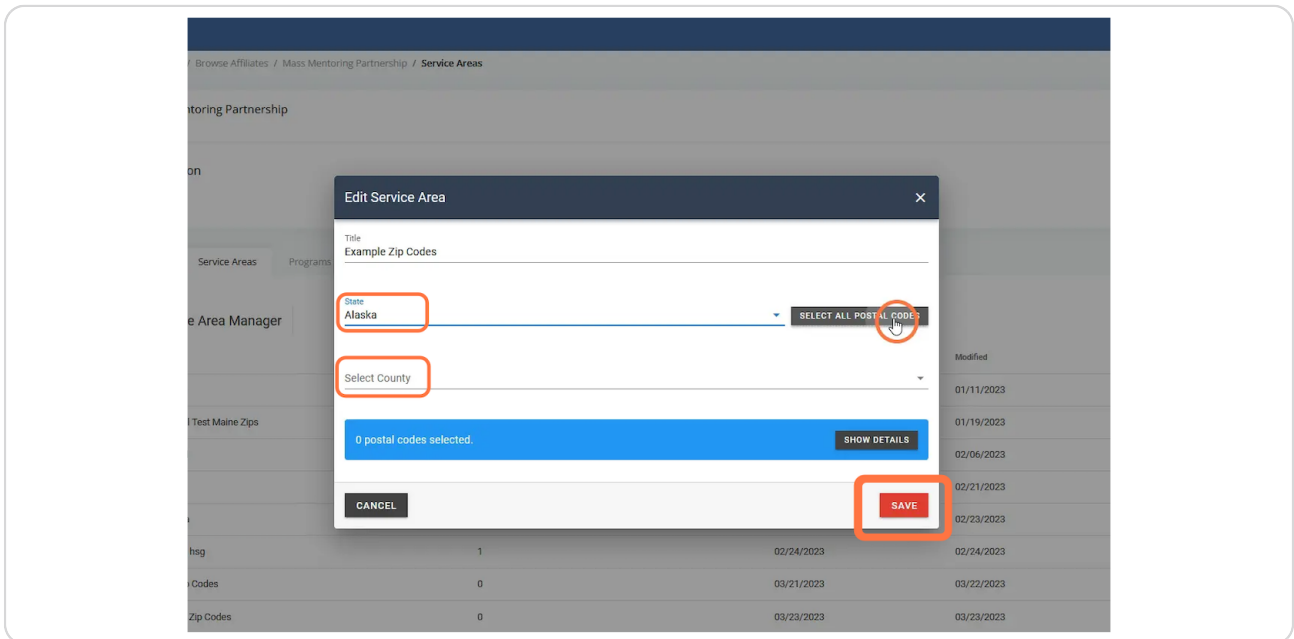 / Browse Affiliates / Mass Mentoring Partnership / Service Areas
ntoring Partnership
on
Edit Service Area
Title
Example Zip Codes
Service Areas Programs
State
Alaska
SELECT ALL POSTAL CODES
e Area Manager
Modified
Select County
01/11/2023
l Test Maine Zips 01/19/2023
0 postal codes selected. SHOW DETAILS
02/06/2023
02/21/2023
CANCEL SAVE
02/23/2023
hsg 1 02/24/2023 02/24/2023
Codes 0 03/21/2023 03/22/2023
Zip Codes 0 03/23/2023 03/23/2023